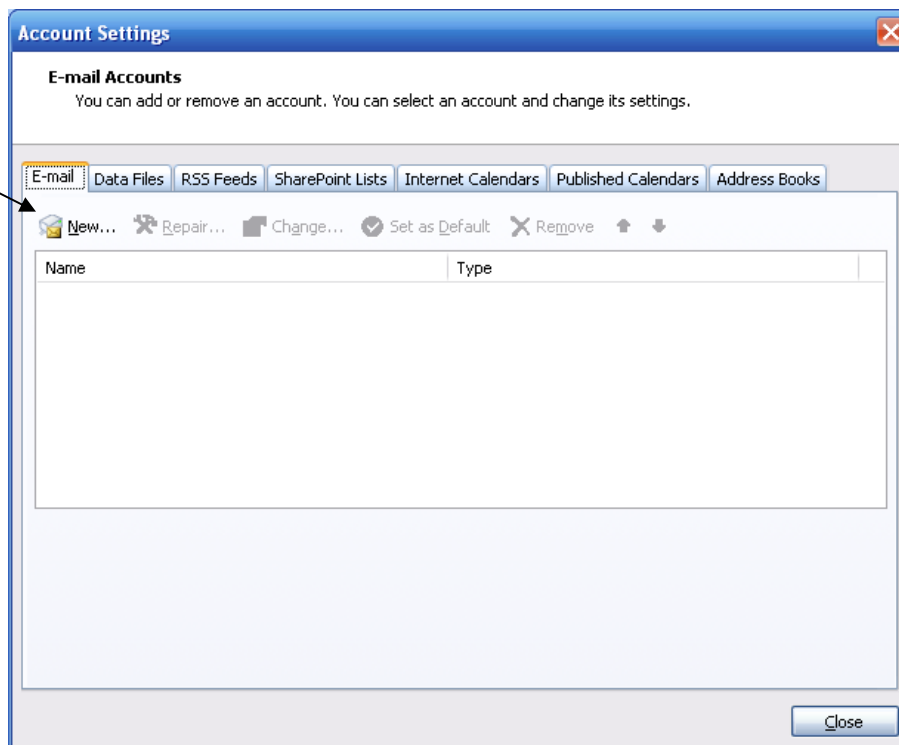 Account Settings
E-mail Accounts
You can add or remove an account. You can select an account and change its settings.
E-mail Data Files RSS Feeds SharePoint Lists Internet Calendars Published Calendars Address Books
New... Repair... Change... Set as Default Remove
Name Type
Close